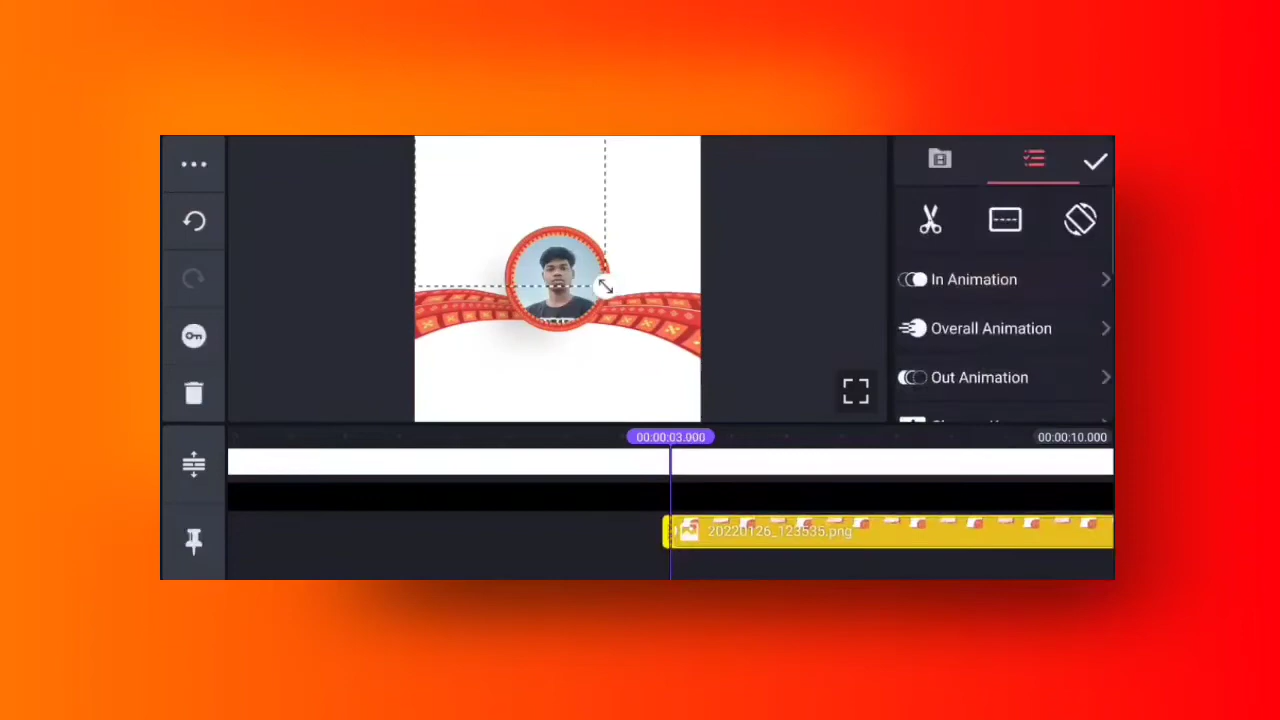 In Animation
Overall Animation
Out Animation
00:00:03.000
00:00:10.000
20220126_123535.png